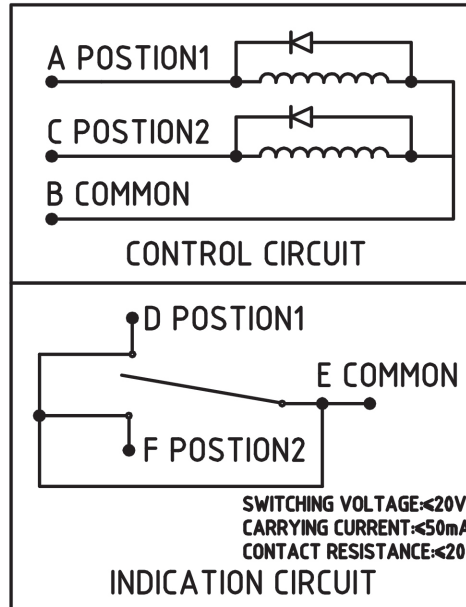 A POSTION1
C POSTION2
B COMMON
CONTROL CIRCUIT
D POSTION1
E COMMON
F POSTION2
SWITCHING VOLTAGE:≤20V
CARRYING CURRENT:≤50mA
CONTACT RESISTANCE:≤20
INDICATION CIRCUIT